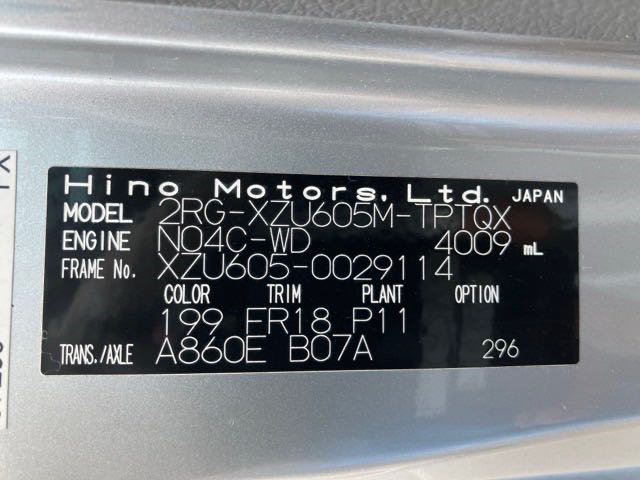 Hino Motors, Ltd. JAPAN
MODEL 2RG-XZU605M-TPTQX
ENGINE N04C-WD 4009 mL
FRAME No. XZU605-0029114
COLOR TRIM PLANT OPTION
199 FR18 P11
TRANS./AXLE A860E B07A 296